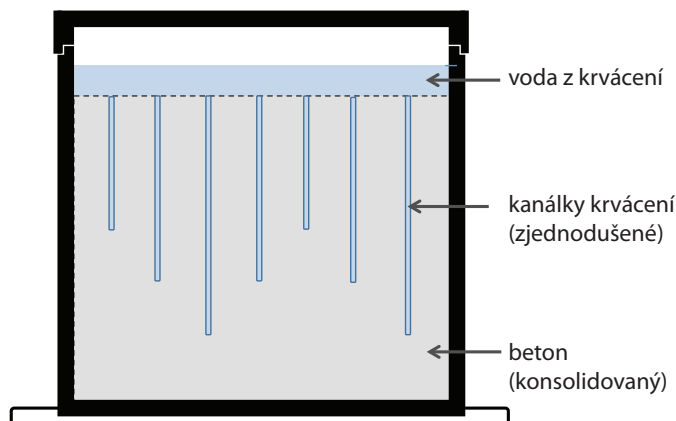 voda z krvácení
kanálky krvácení
(zjednodušené)
beton
(konsolidovaný)